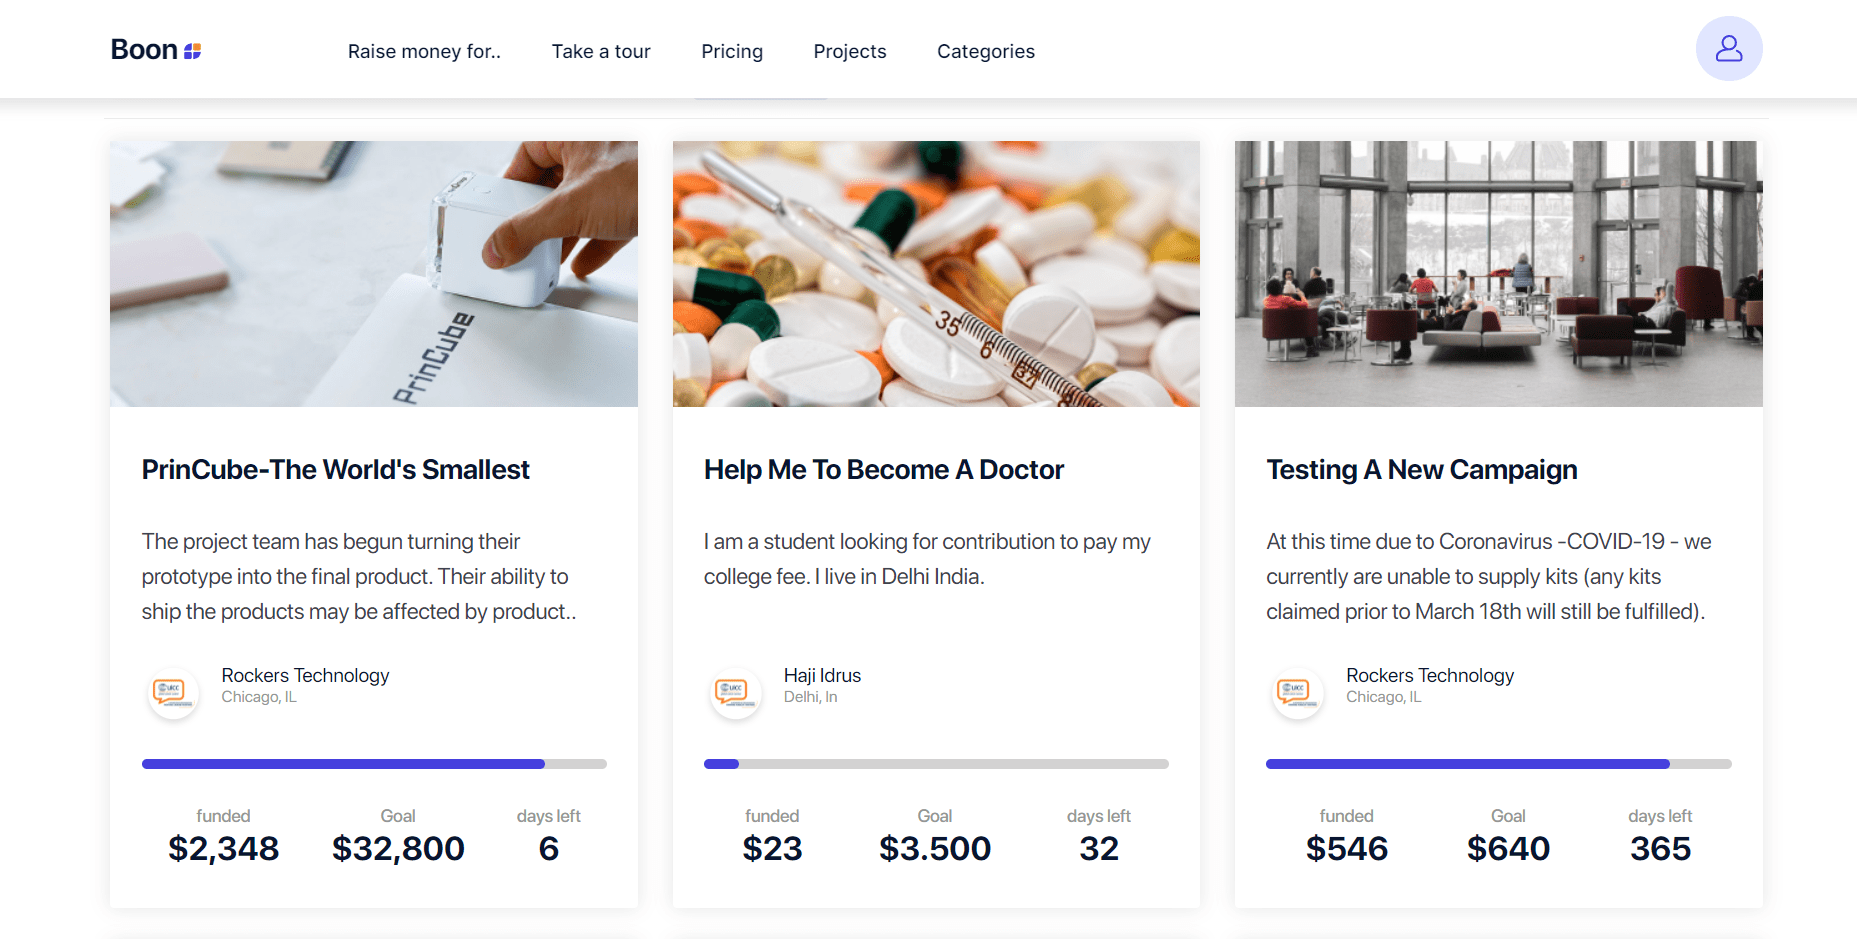 Boon
Raise money for..
Take a tour
Pricing
Projects
Categories
PrinCube
35
6
37
PrinCube-The World's Smallest
The project team has begun turning their
prototype into the final product. Their ability to
ship the products may be affected by product..
Rockers Technology
Chicago, IL
funded
Goal
days left
$2,348
$32,800
6
Help Me To Become A Doctor
I am a student looking for contribution to pay my
college fee. I live in Delhi India.
Haji Idrus
Delhi, In
funded
Goal
days left
$23
$3.500
32
Testing A New Campaign
At this time due to Coronavirus -COVID-19 - we
currently are unable to supply kits (any kits
claimed prior to March 18th will still be fulfilled).
Rockers Technology
Chicago, IL
funded
Goal
days left
$546
$640
365